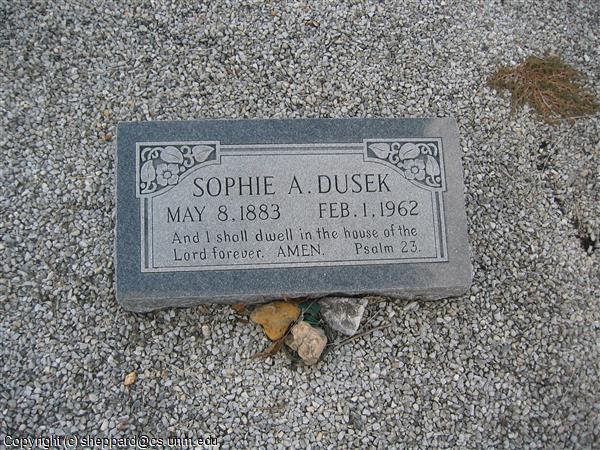 SOPHIE A. DUSEK
MAY 8, 1883 FEB. 1, 1962
And I shall dwell in the house of the
Lord forever. AMEN. Psalm 23.
Copyright (c) sheppard@cs.unm.edu